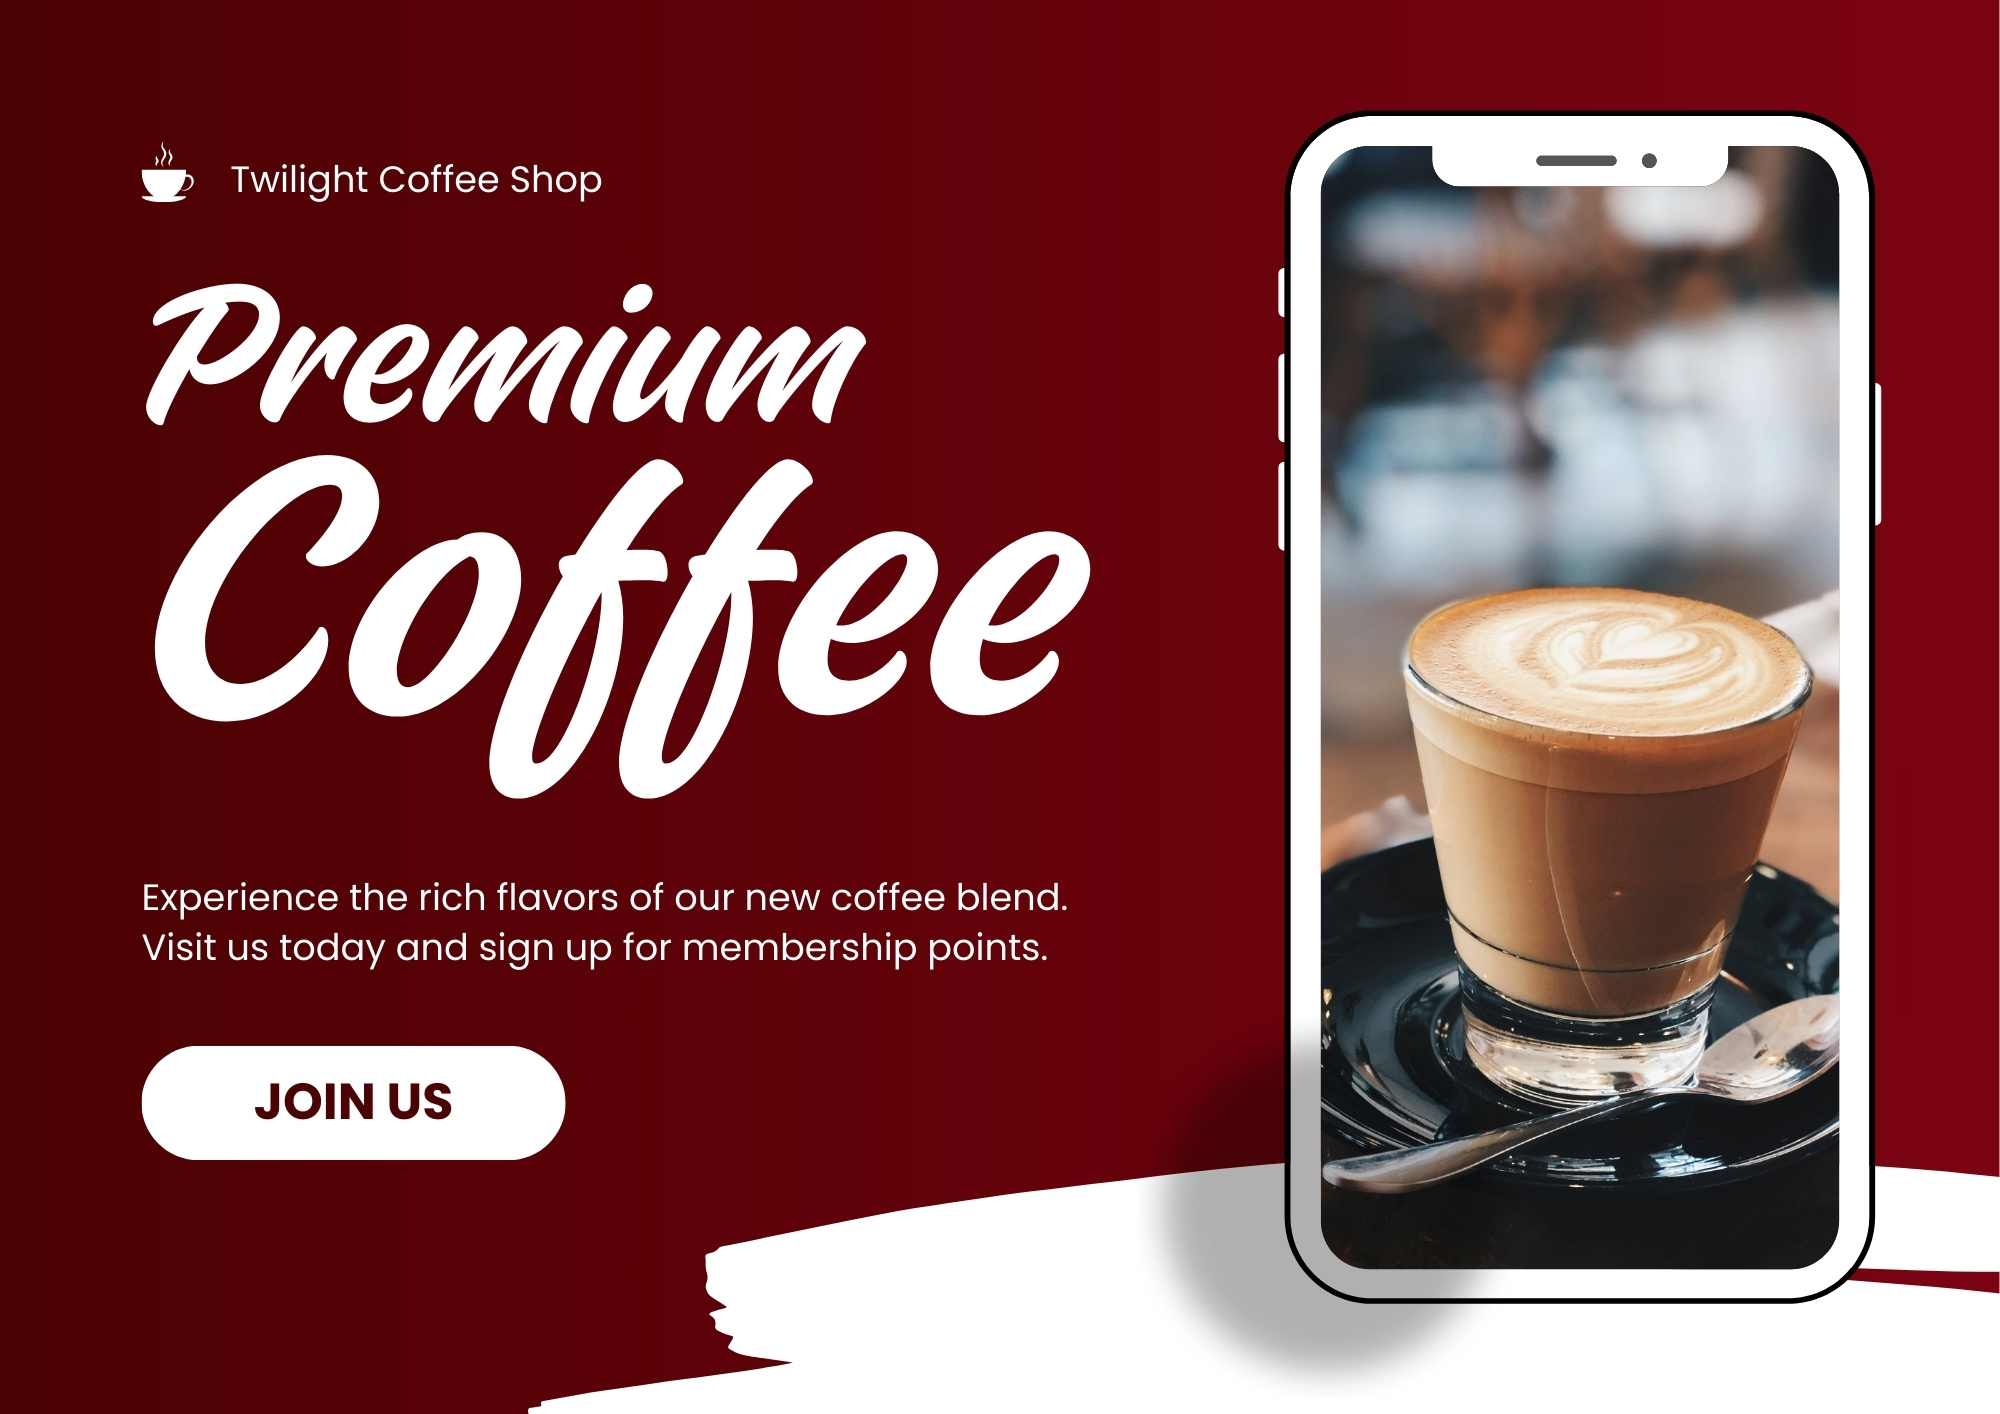 Twilight Coffee Shop
Premium
Coffee
Experience the rich flavors of our new coffee blend.
Visit us today and sign up for membership points.
JOIN US